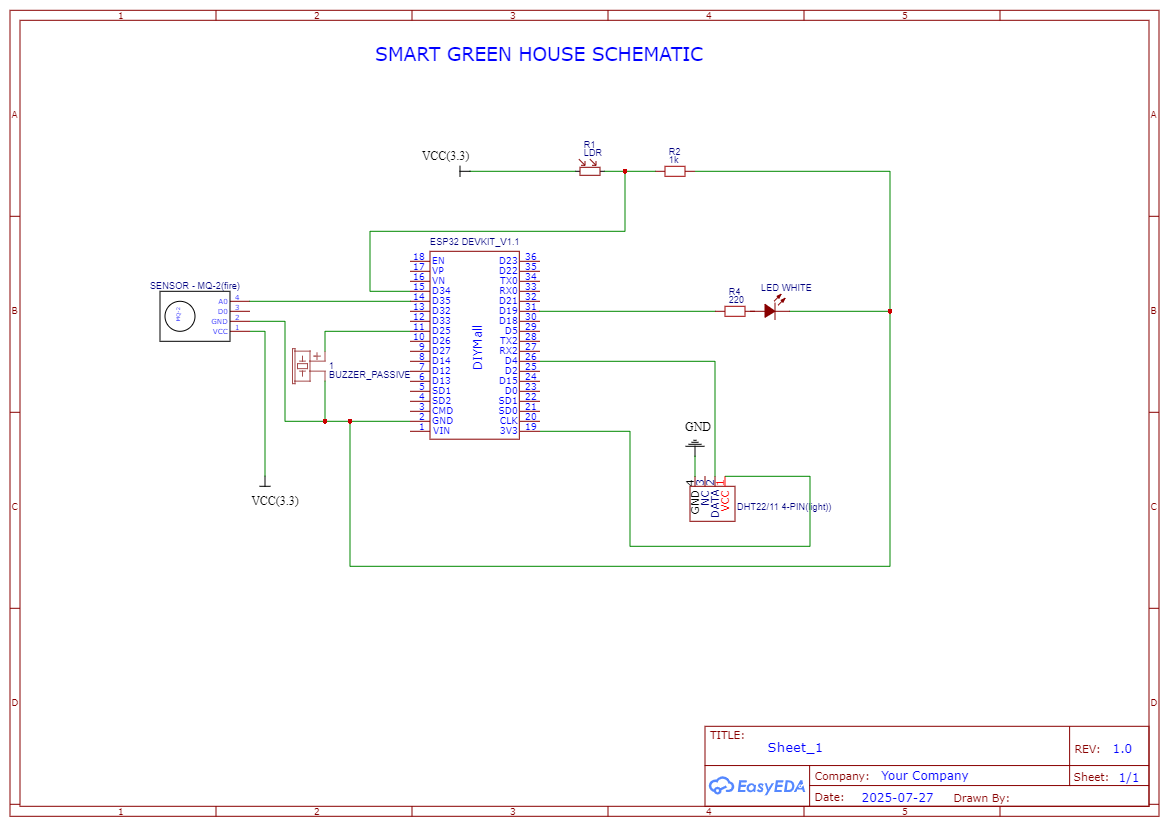 1 2 3 4 5
SMART GREEN HOUSE SCHEMATIC
A A
R1
LDR
R2
1k
VCC(3.3)
ESP32 DEVKIT_V1.1
18 EN D23 36
17 VP D22 35
16 VN TX0 34
15 D34 RX0 33
14 D35 D21 32
13 D32 D19 31
12 D33 D18 30
11 D25 D5 29
10 D26 TX2 28
9 D27 RX2 27
8 D14 D4 26
7 D12 D2 25
6 D13 D15 24
5 SD1 D0 23
4 SD2 SD1 22
3 CMD SD0 21
2 GND CLK 20
1 VIN 3V3 19
DIYMall
SENSOR - MQ-2(fire)
MQ-2
A0 4
D0 3
GND 2
VCC 1
B B
R4
220
LED WHITE
1
BUZZER_PASSIVE
GND
4 3 2 1
GND NC DATA VCC
DHT22/11 4-PIN(light))
VCC(3.3)
C C
D D
TITLE:
Sheet_1
REV: 1.0
EasyEDA
Company: Your Company
Sheet: 1/1
Date: 2025-07-27 Drawn By:
1 2 3 4 5